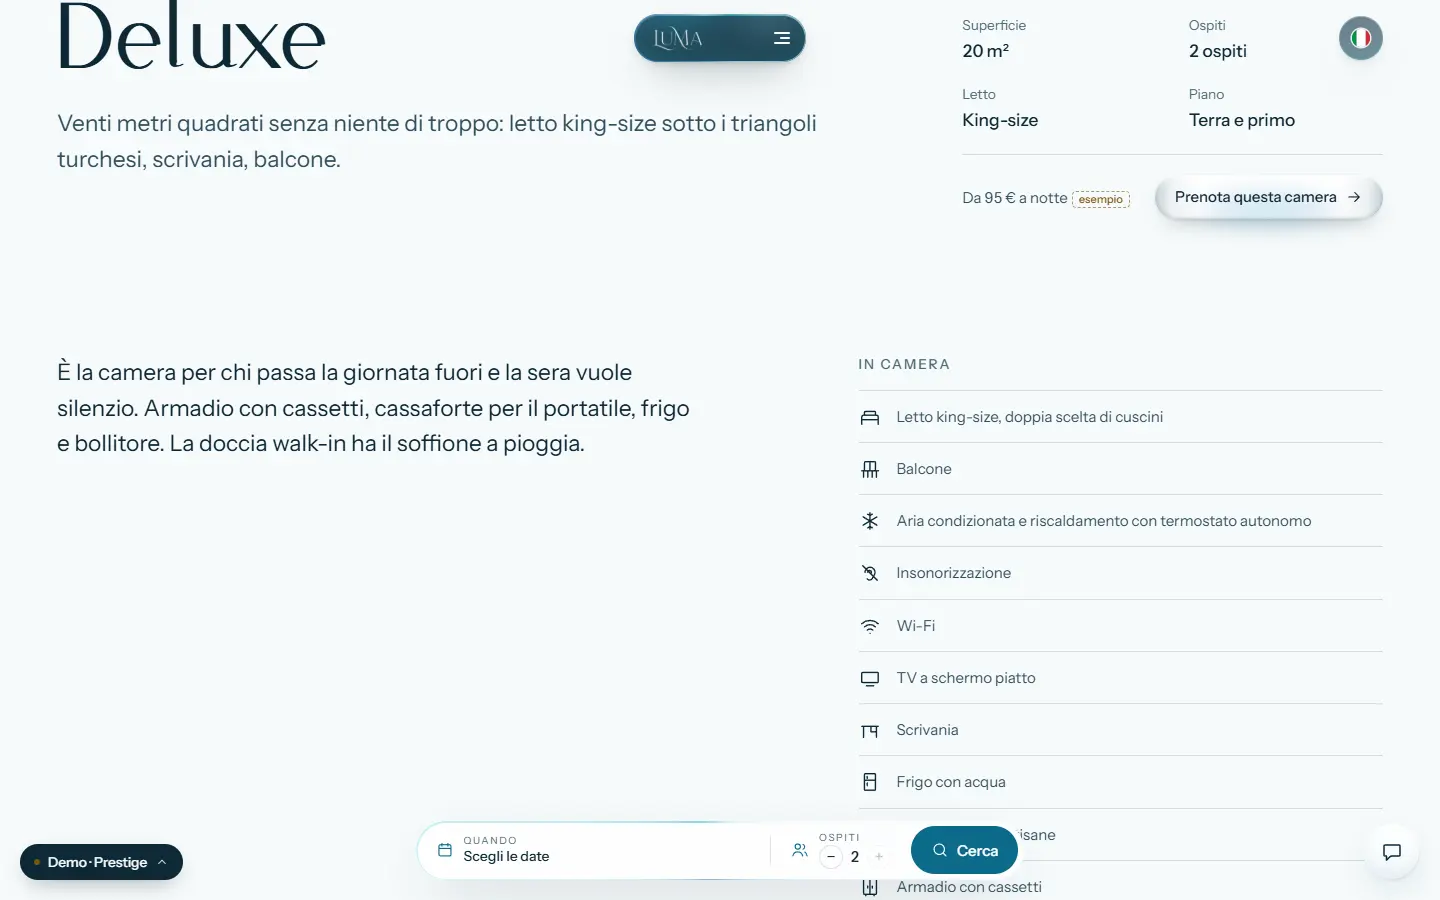 Deluxe
LUMA
Superficie
20 m²
Ospiti
2 ospiti
Letto
King-size
Piano
Terra e primo
Venti metri quadrati senza niente di troppo: letto king-size sotto i triangoli
turchesi, scrivania, balcone.
Da 95 € a notte esempio
Prenota questa camera →
È la camera per chi passa la giornata fuori e la sera vuole
silenzio. Armadio con cassetti, cassaforte per il portatile, frigo
e bollitore. La doccia walk-in ha il soffione a pioggia.
IN CAMERA
Letto king-size, doppia scelta di cuscini
Balcone
Aria condizionata e riscaldamento con termostato autonomo
Insonorizzazione
Wi-Fi
TV a schermo piatto
Scrivania
Frigo con acqua
Armadio con cassetti
QUANDO
Scegli le date
OSPITI
− 2 +
Cerca
Demo · Prestige